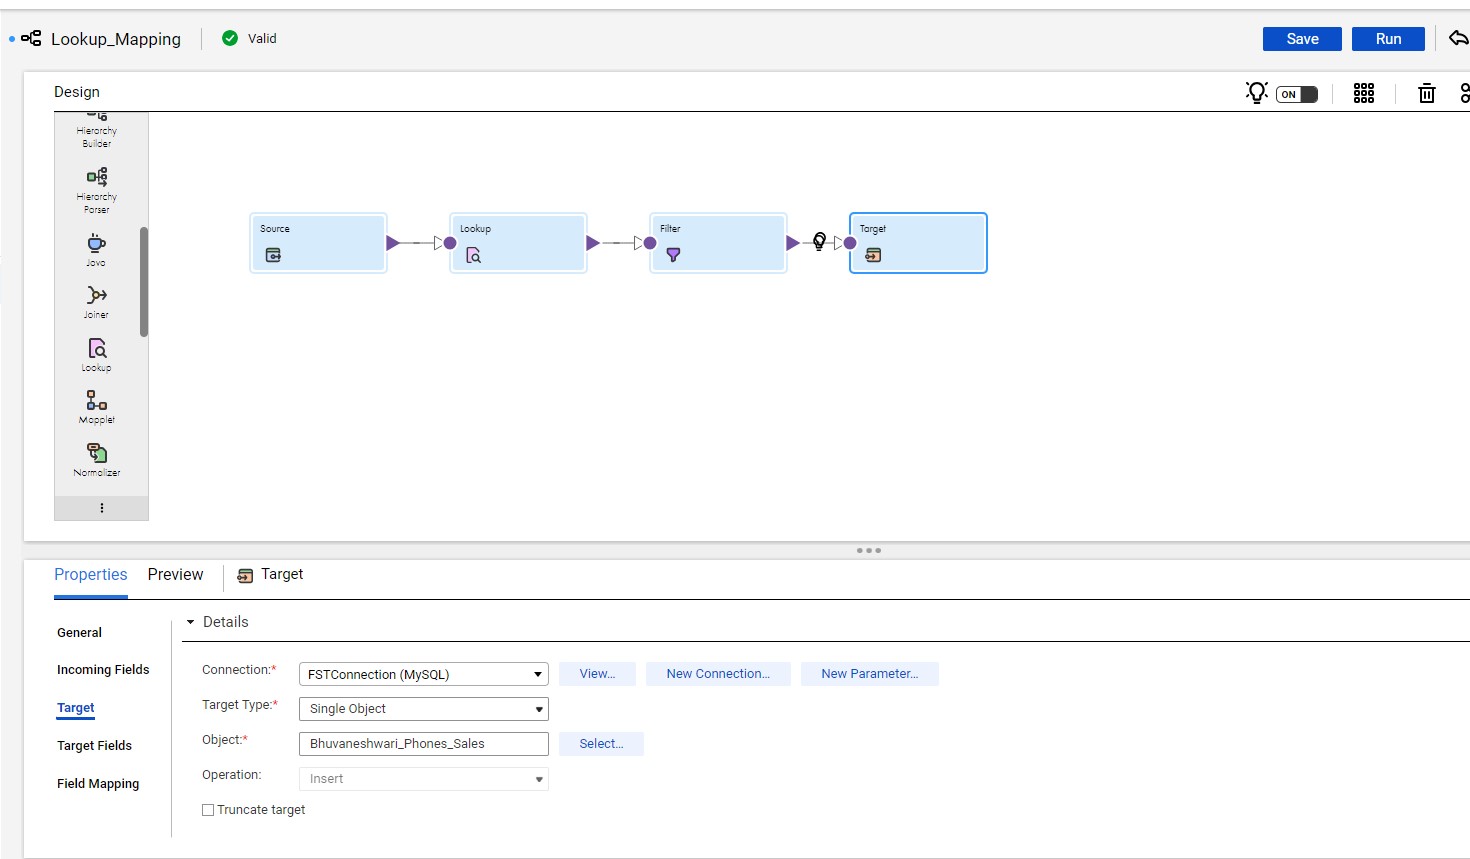 Lookup_Mapping
Valid
Save
Run
Design
ON
Hierarchy
Builder
Hierarchy
Parser
Java
Joiner
Lookup
Mapplet
Normalizer
Source
Lookup
Filter
Target
Properties
Preview
Target
General
Incoming Fields
Target
Target Fields
Field Mapping
Details
Connection:*
FSTConnection (MySQL)
View...
New Connection...
New Parameter...
Target Type:*
Single Object
Object:*
Bhuvaneshwari_Phones_Sales
Select...
Operation:
Insert
Truncate target